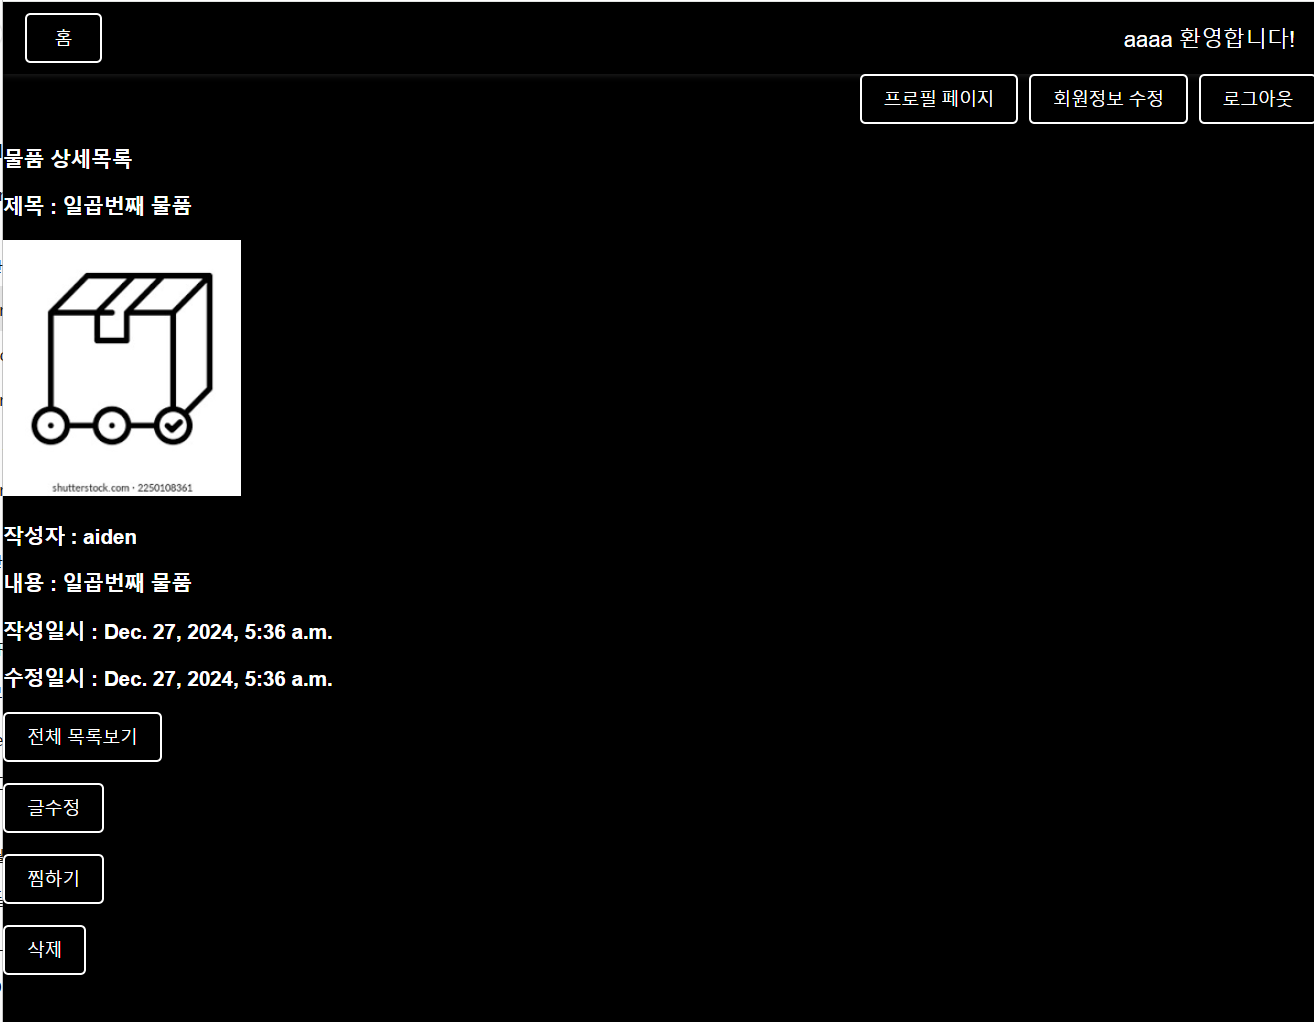 홈
aaaa 환영합니다!
프로필 페이지 회원정보 수정 로그아웃
물품 상세목록
제목 : 일곱번째 물품
shutterstock.com · 2250108361
작성자 : aiden
내용 : 일곱번째 물품
작성일시 : Dec. 27, 2024, 5:36 a.m.
수정일시 : Dec. 27, 2024, 5:36 a.m.
전체 목록보기
글수정
찜하기
삭제